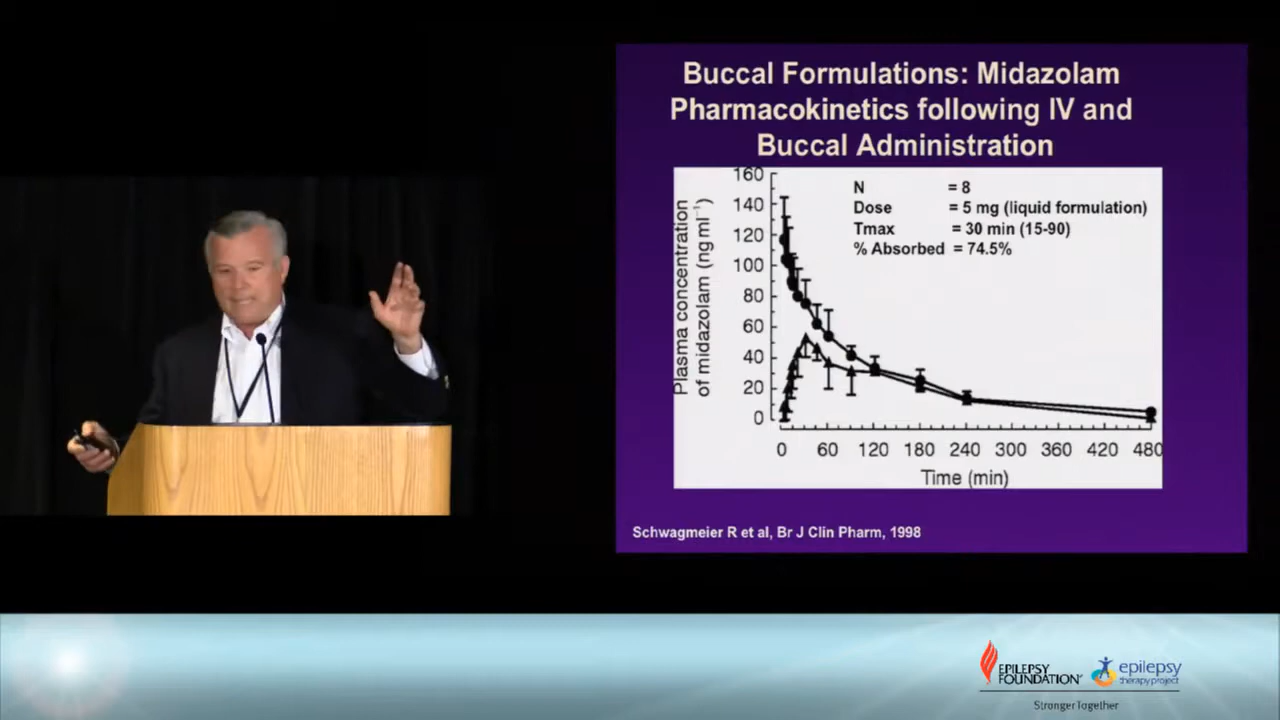 Buccal Formulations: Midazolam
Pharmacokinetics following IV and
Buccal Administration
N = 8
Dose = 5 mg (liquid formulation)
Tmax = 30 min (15-90)
% Absorbed = 74.5%
Plasma concentration
of midazolam (ng ml⁻¹)
160
140
120
100
80
60
40
20
0
0 60 120 180 240 300 360 420 480
Time (min)
Schwagmeier R et al, Br J Clin Pharm, 1998
EPILEPSY
FOUNDATION
epilepsy
therapy project
Stronger Together